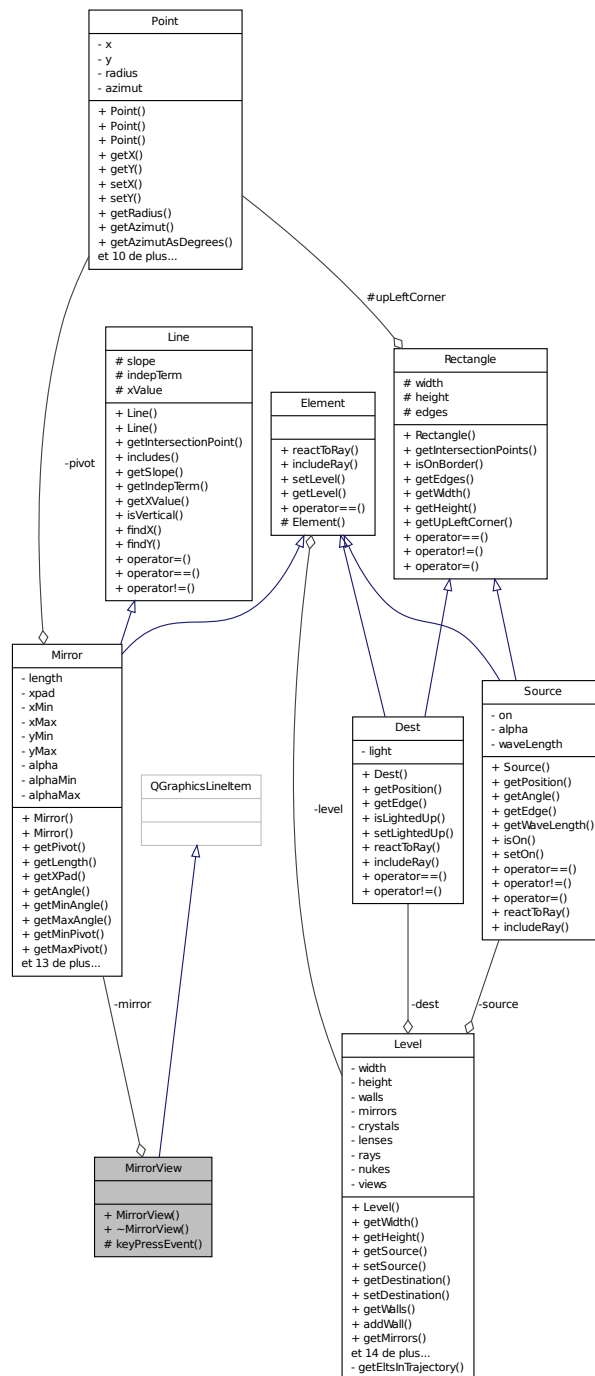 Point
- x
- y
- radius
- azimut
+ Point()
+ Point()
+ Point()
+ getX()
+ getY()
+ setX()
+ setY()
+ getRadius()
+ getAzimut()
+ getAzimutAsDegrees()
et 10 de plus...
#upLeftCorner
-pivot
Line
# slope
# indepTerm
# xValue
+ Line()
+ Line()
+ getIntersectionPoint()
+ includes()
+ getSlope()
+ getIndepTerm()
+ getXValue()
+ isVertical()
+ findX()
+ findY()
+ operator=()
+ operator==()
+ operator!=()
Element
+ reactToRay()
+ includeRay()
+ setLevel()
+ getLevel()
+ operator==()
# Element()
Rectangle
# width
# height
# edges
+ Rectangle()
+ getIntersectionPoints()
+ isOnBorder()
+ getEdges()
+ getWidth()
+ getHeight()
+ getUpLeftCorner()
+ operator==()
+ operator!=()
+ operator=()
Mirror
- length
- xpad
- xMin
- xMax
- yMin
- yMax
- alpha
- alphaMin
- alphaMax
+ Mirror()
+ Mirror()
+ getPivot()
+ getLength()
+ getXPad()
+ getAngle()
+ getMinAngle()
+ getMaxAngle()
+ getMinPivot()
+ getMaxPivot()
et 13 de plus...
QGraphicsLineItem
-level
Dest
- light
+ Dest()
+ getPosition()
+ getEdge()
+ isLightedUp()
+ setLightedUp()
+ reactToRay()
+ includeRay()
+ operator==()
+ operator!=()
Source
- on
- alpha
- waveLength
+ Source()
+ getPosition()
+ getAngle()
+ getEdge()
+ getWaveLength()
+ isOn()
+ setOn()
+ operator==()
+ operator!=()
+ operator=()
+ reactToRay()
+ includeRay()
-mirror
-dest
-source
MirrorView
+ MirrorView()
+ ~MirrorView()
# keyPressEvent()
Level
- width
- height
- walls
- mirrors
- crystals
- lenses
- rays
- nukes
- views
+ Level()
+ getWidth()
+ getHeight()
+ getSource()
+ setSource()
+ getDestination()
+ setDestination()
+ getWalls()
+ addWall()
+ getMirrors()
et 14 de plus...
- getEltsInTrajectory()